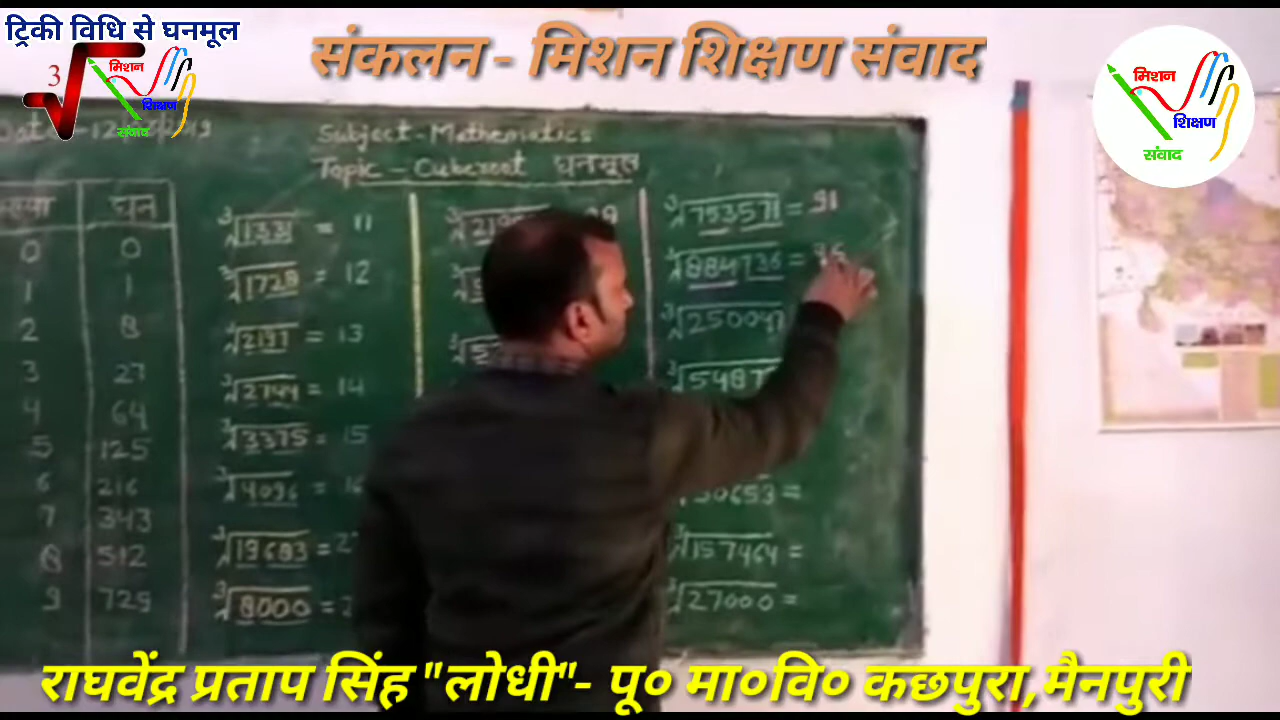 ट्रिकी विधि से घनमूल
संकलन - मिशन शिक्षण संवाद
3
√
मिशन
शिक्षण
संवाद
मिशन
शिक्षण
संवाद
Subject - Mathematics
Topic - Cuberoot घनमूल
घन
0 0
1 1
2 8
3 27
4 64
5 125
6 216
7 343
8 512
9 729
∛1331 = 11
∛1728 = 12
∛2197 = 13
∛2744 = 14
∛3375 = 15
∛4096 =
∛19683 =
∛8000 =
∛753571 = 91
∛884736 =
∛250047
157464 =
∛27000 =
राघवेंद्र प्रताप सिंह "लोधी"- पू० मा०वि० कछपुरा,मैनपुरी